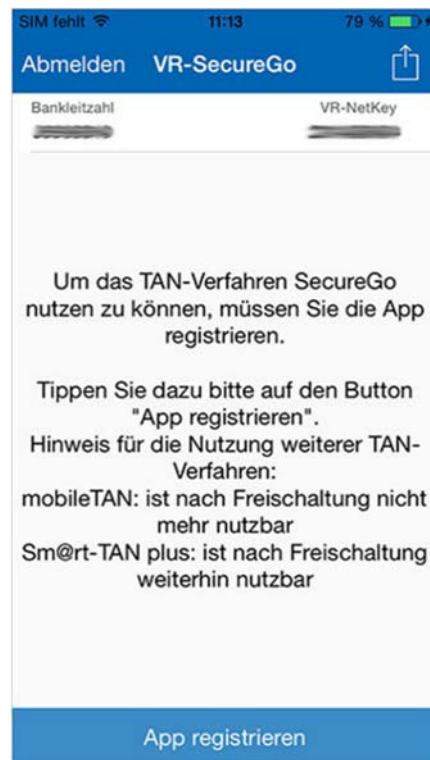 SIM fehlt 11:13 79 %
Abmelden VR-SecureGo
Bankleitzahl VR-NetKey
Um das TAN-Verfahren SecureGo
nutzen zu können, müssen Sie die App
registrieren.
Tippen Sie dazu bitte auf den Button
"App registrieren".
Hinweis für die Nutzung weiterer TAN-
Verfahren:
mobileTAN: ist nach Freischaltung nicht
mehr nutzbar
Sm@rt-TAN plus: ist nach Freischaltung
weiterhin nutzbar
App registrieren